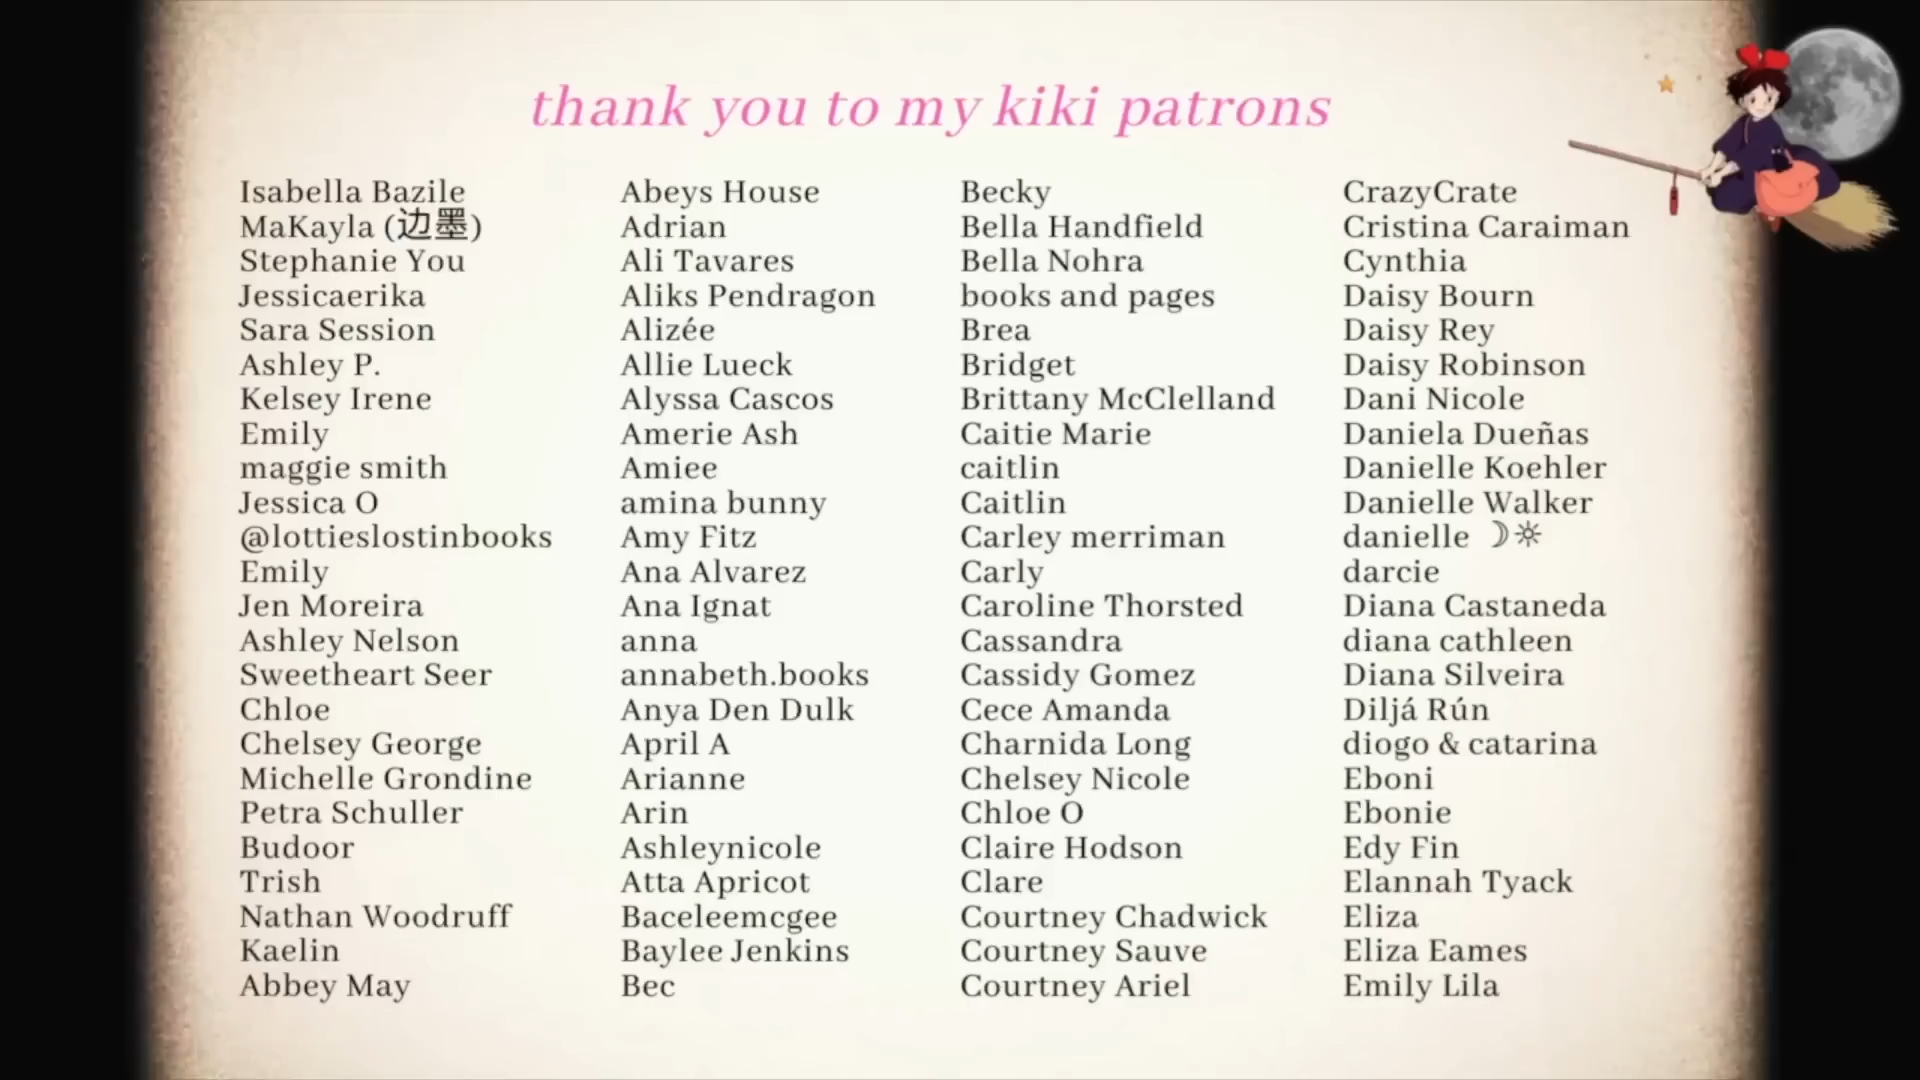 thank you to my kiki patrons
Isabella Bazile
MaKayla (边墨)
Stephanie You
Jessicaerika
Sara Session
Ashley P.
Kelsey Irene
Emily
maggie smith
Jessica O
@lottieslostinbooks
Emily
Jen Moreira
Ashley Nelson
Sweetheart Seer
Chloe
Chelsey George
Michelle Grondine
Petra Schuller
Budoor
Trish
Nathan Woodruff
Kaelin
Abbey May
Abeys House
Adrian
Ali Tavares
Aliks Pendragon
Alizée
Allie Lueck
Alyssa Cascos
Amerie Ash
Amiee
amina bunny
Amy Fitz
Ana Alvarez
Ana Ignat
anna
annabeth.books
Anya Den Dulk
April A
Arianne
Arin
Ashleynicole
Atta Apricot
Baceleemcgee
Baylee Jenkins
Bec
Becky
Bella Handfield
Bella Nohra
books and pages
Brea
Bridget
Brittany McClelland
Caitie Marie
caitlin
Caitlin
Carley merriman
Carly
Caroline Thorsted
Cassandra
Cassidy Gomez
Cece Amanda
Charnida Long
Chelsey Nicole
Chloe O
Claire Hodson
Clare
Courtney Chadwick
Courtney Sauve
Courtney Ariel
CrazyCrate
Cristina Caraiman
Cynthia
Daisy Bourn
Daisy Rey
Daisy Robinson
Dani Nicole
Daniela Dueñas
Danielle Koehler
Danielle Walker
danielle ☽☼
darcie
Diana Castaneda
diana cathleen
Diana Silveira
Diljá Rún
diogo & catarina
Eboni
Ebonie
Edy Fin
Elannah Tyack
Eliza
Eliza Eames
Emily Lila